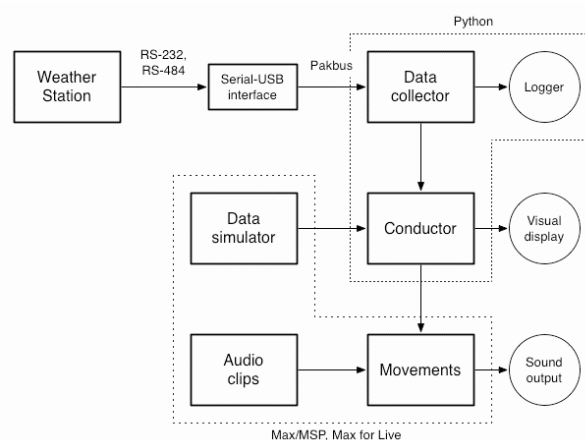 Python
RS-232,
RS-484
Weather
Station
Serial-USB
interface
Pakbus
Data
collector
Logger
Data
simulator
Conductor
Visual
display
Audio
clips
Movements
Sound
output
Max/MSP, Max for Live